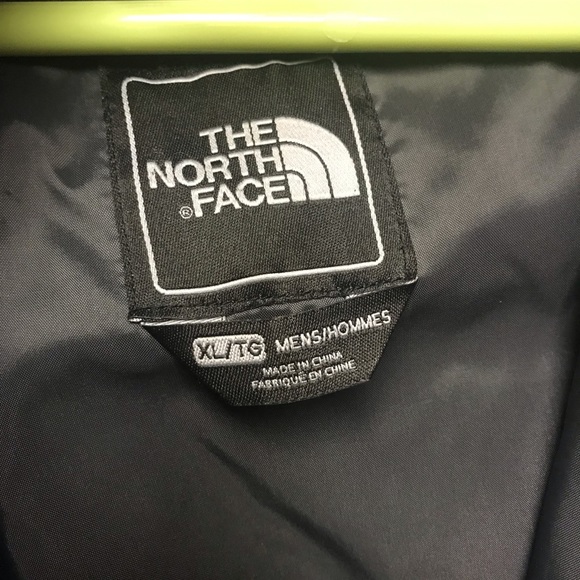 THE
NORTH
® FACE
XL/TG MENS/HOMMES
MADE IN CHINA
FABRIQUE EN CHINE